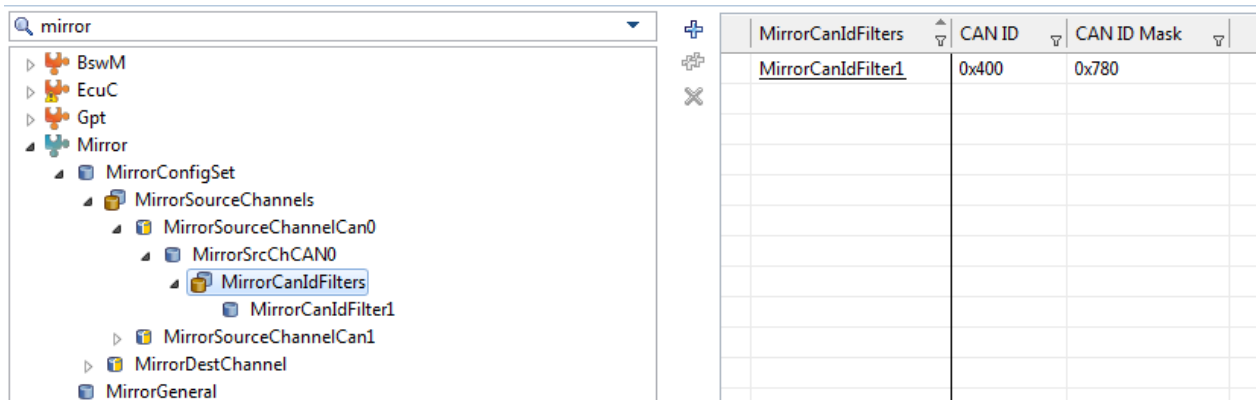 mirror
BswM
EcuC
Gpt
Mirror
MirrorConfigSet
MirrorSourceChannels
MirrorSourceChannelCan0
MirrorSrcChCAN0
MirrorCanIdFilters
MirrorCanIdFilter1
MirrorSourceChannelCan1
MirrorDestChannel
MirrorGeneral
MirrorCanIdFilters CAN ID CAN ID Mask
MirrorCanIdFilter1 0x400 0x780